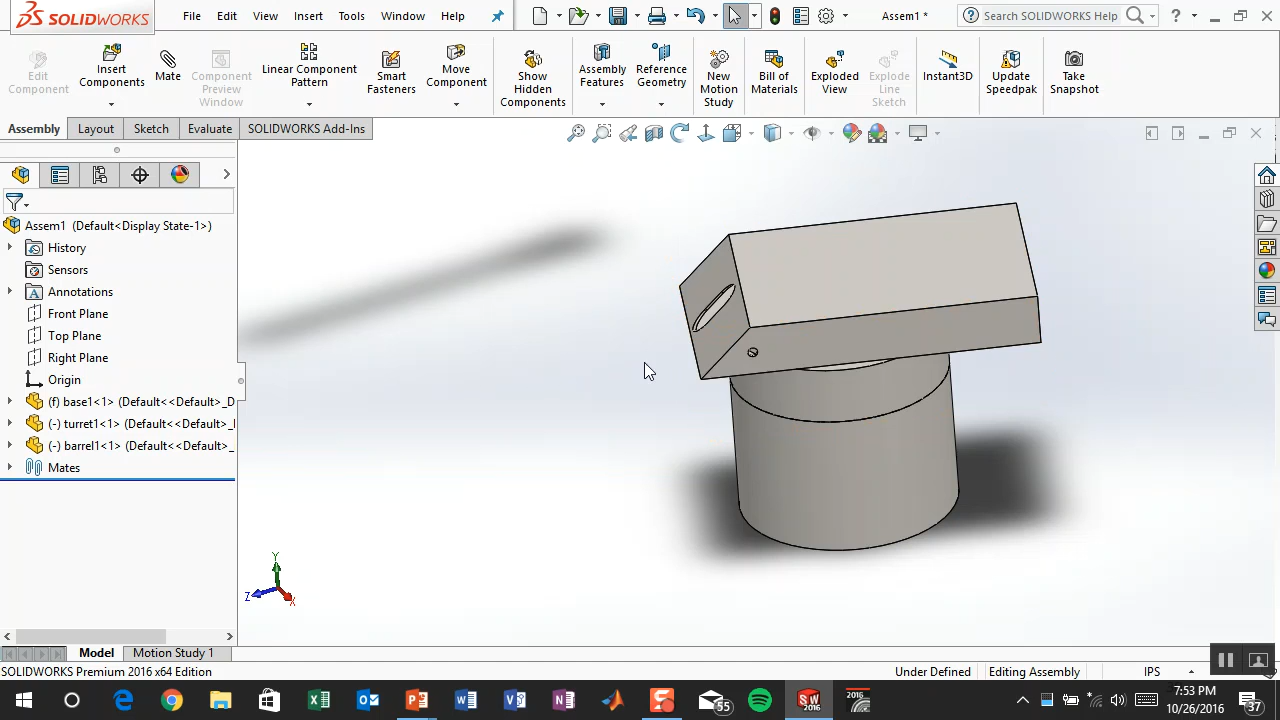 SOLIDWORKS
File Edit View Insert Tools Window Help
Assem1 *
Search SOLIDWORKS Help
?
Edit Component
Insert Components
Mate
Component Preview Window
Linear Component Pattern
Smart Fasteners
Move Component
Show Hidden Components
Assembly Features
Reference Geometry
New Motion Study
Bill of Materials
Exploded View
Explode Line Sketch
Instant3D
Update Speedpak
Take Snapshot
Assembly Layout Sketch Evaluate SOLIDWORKS Add-Ins
Assem1 (Default<Display State-1>)
History
Sensors
Annotations
Front Plane
Top Plane
Right Plane
Origin
(f) base1<1> (Default<<Default>_D
(-) turret1<1> (Default<<Default>_
(-) barrel1<1> (Default<<Default>_
Mates
Y
Z
X
Model Motion Study 1
SOLIDWORKS Premium 2016 x64 Edition
Under Defined Editing Assembly IPS
55
SW 2016
2016
7:53 PM
10/26/2016
37